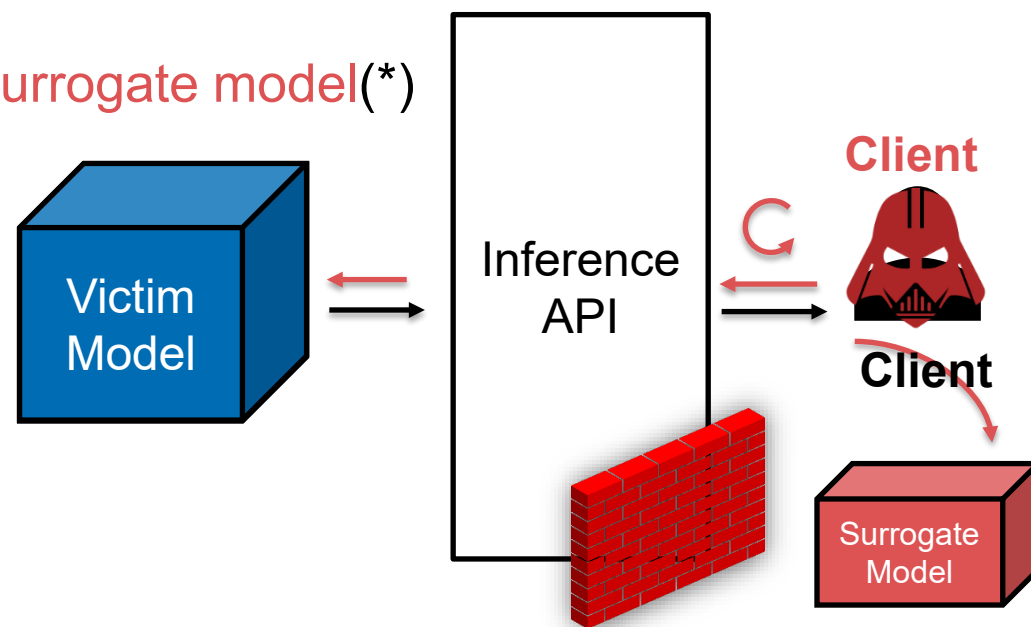 urrogate model(*)
Client
Victim
Model
Inference
API
Client
Surrogate
Model